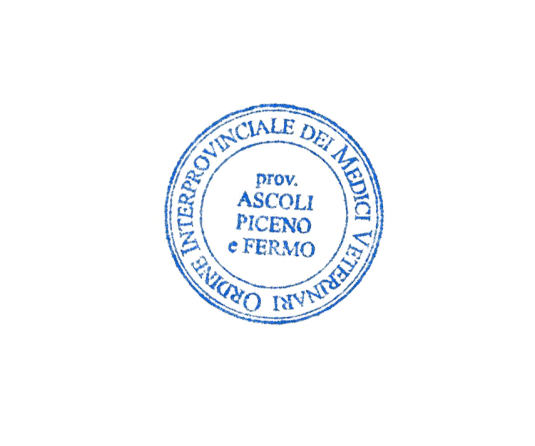 ORDINE INTERPROVINCIALE DEI MEDICI VETERINARI
prov.
ASCOLI
PICENO
e FERMO